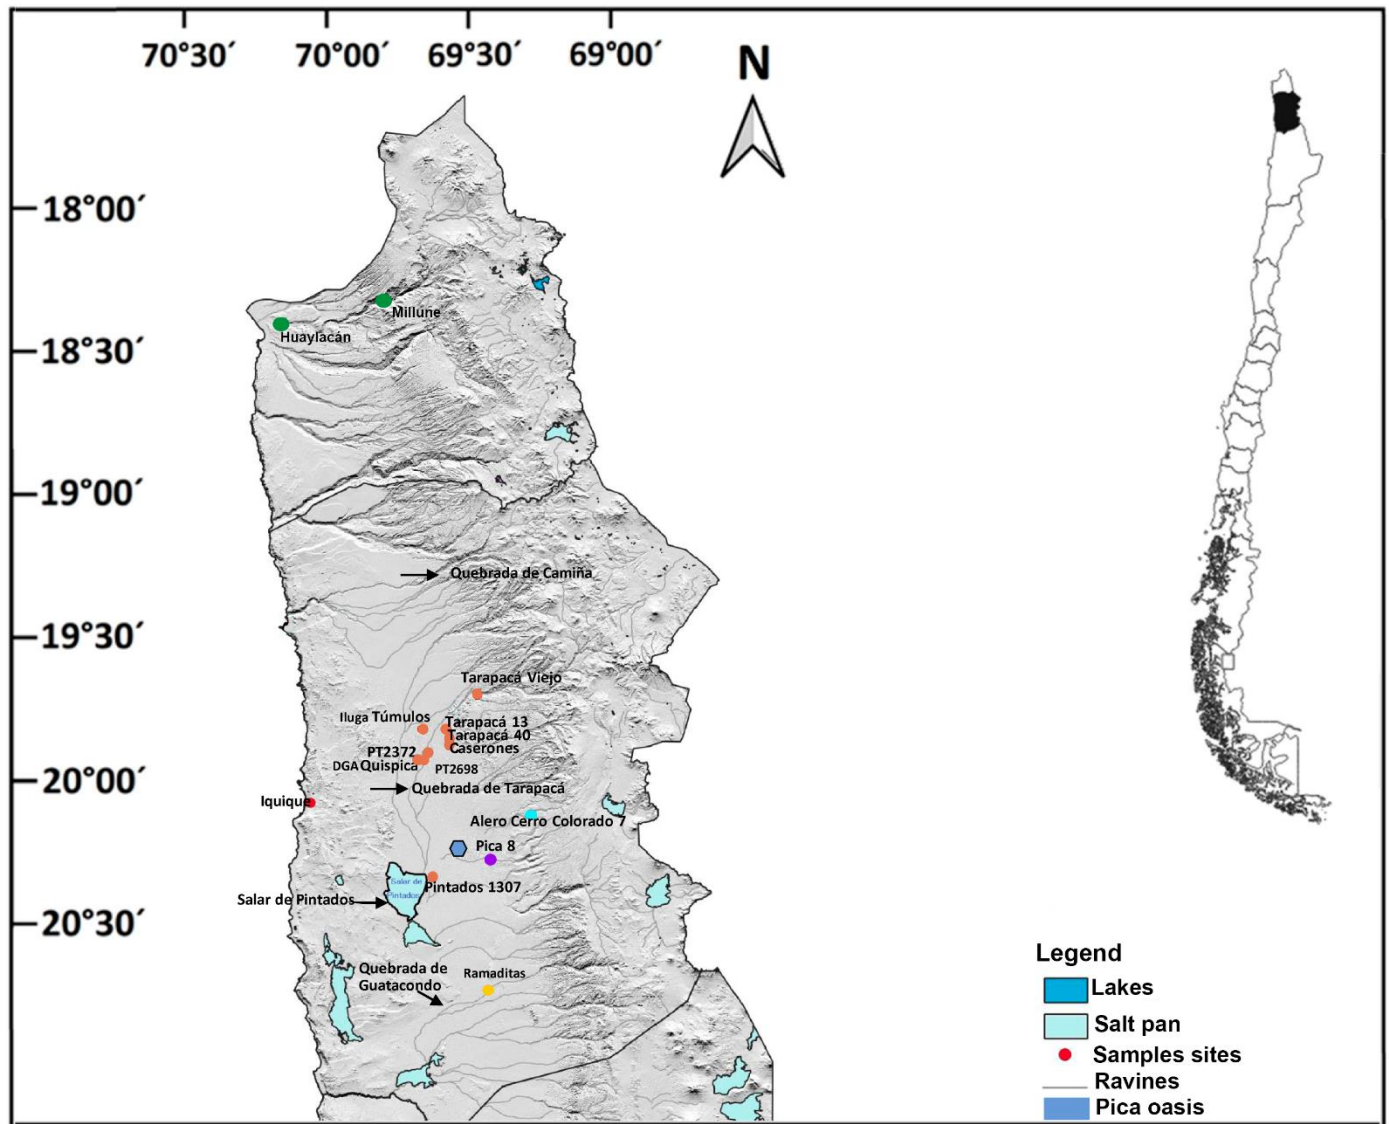 70°30´ 70°00´ 69°30´ 69°00´
N
18°00´
Millune
Huaylacán
18°30´
19°00´
Quebrada de Camiña
19°30´
Tarapacá Viejo
Iluga Túmulos
Tarapacá 13
Tarapacá 40
Caserones
PT2372
DGA Quispica
PT2698
20°00´
Quebrada de Tarapacá
Iquique
Alero Cerro Colorado 7
Pica 8
Salar de
Pintados
Pintados 1307
Salar de Pintados
20°30´
Quebrada de
Guatacondo
Ramaditas
Legend
Lakes
Salt pan
Samples sites
Ravines
Pica oasis